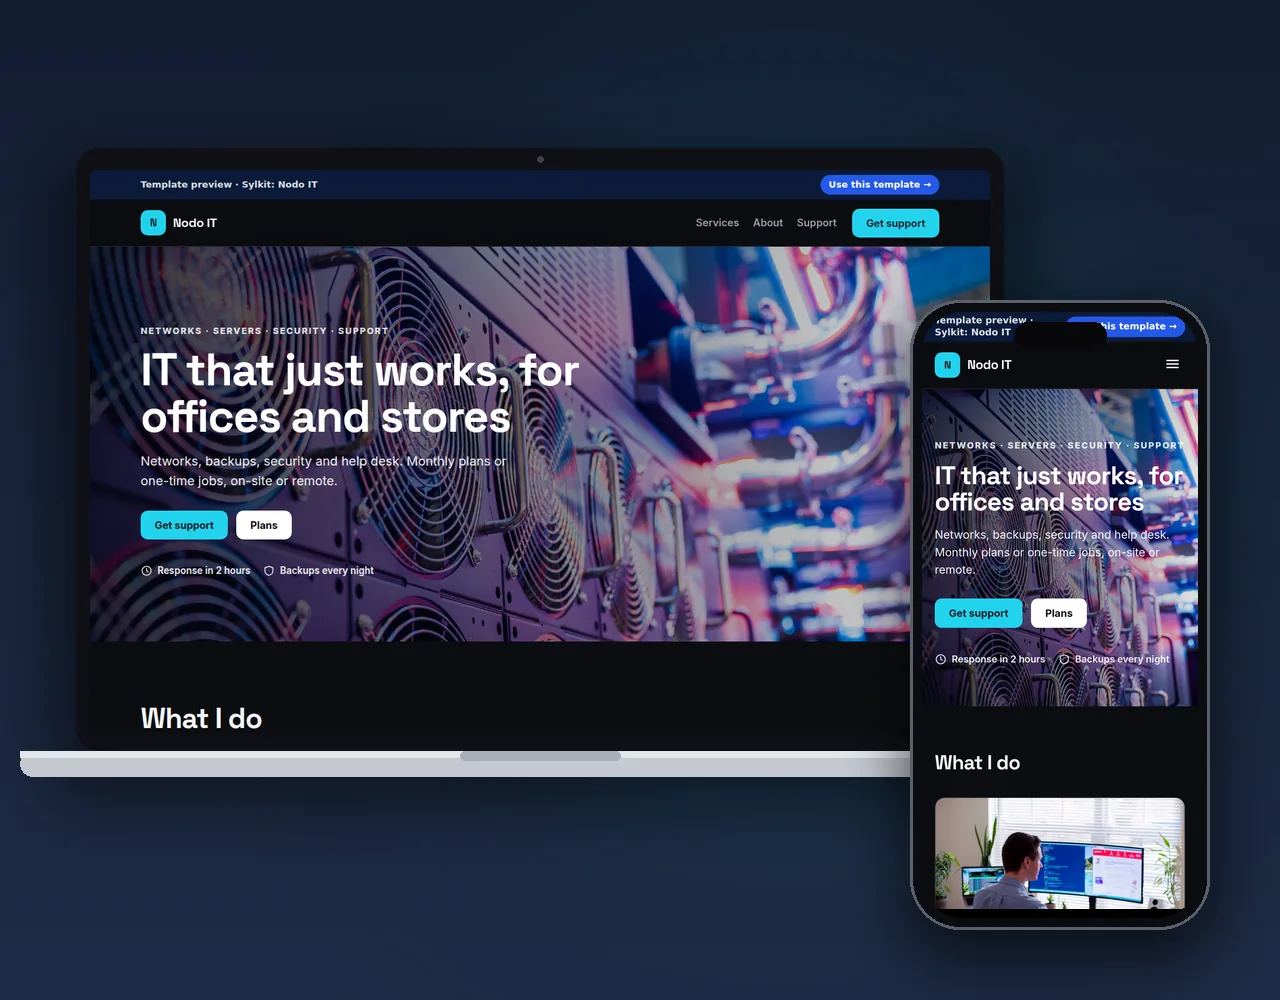 Template preview · Sylkit: Nodo IT
Use this template →
N
Nodo IT
Services
About
Support
Get support
NETWORKS · SERVERS · SECURITY · SUPPORT
IT that just works, for
offices and stores
Networks, backups, security and help desk. Monthly plans or
one-time jobs, on-site or remote.
Get support
Plans
Response in 2 hours
Backups every night
What I do
preview ·
Sylkit: Nodo IT
template →
N
Nodo IT
NETWORKS · SERVERS · SECURITY · SUPPORT
IT that just works, for
offices and stores
Networks, backups, security and help desk.
Monthly plans or one-time jobs, on-site or
remote.
Get support
Plans
Response in 2 hours
Backups every night
What I do